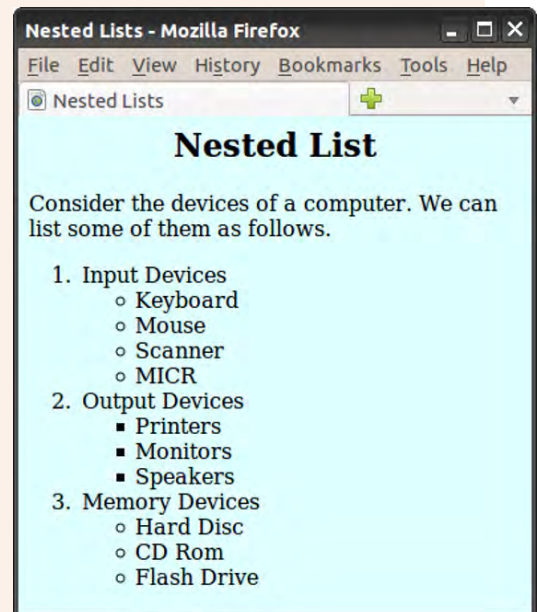 Nested Lists - Mozilla Firefox
File Edit View History Bookmarks Tools Help
Nested Lists
Nested List
Consider the devices of a computer. We can
list some of them as follows.
1. Input Devices
Keyboard
Mouse
Scanner
MICR
2. Output Devices
Printers
Monitors
Speakers
3. Memory Devices
Hard Disc
CD Rom
Flash Drive